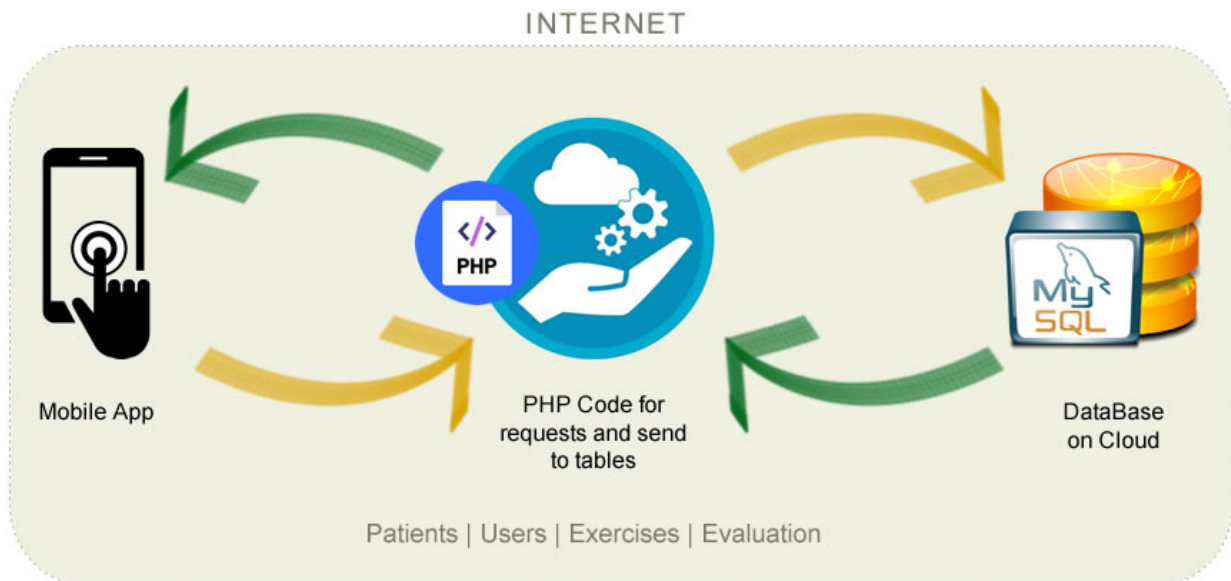 INTERNET
</>
PHP
My
SQL
Mobile App
PHP Code for
requests and send
to tables
DataBase
on Cloud
Patients | Users | Exercises | Evaluation